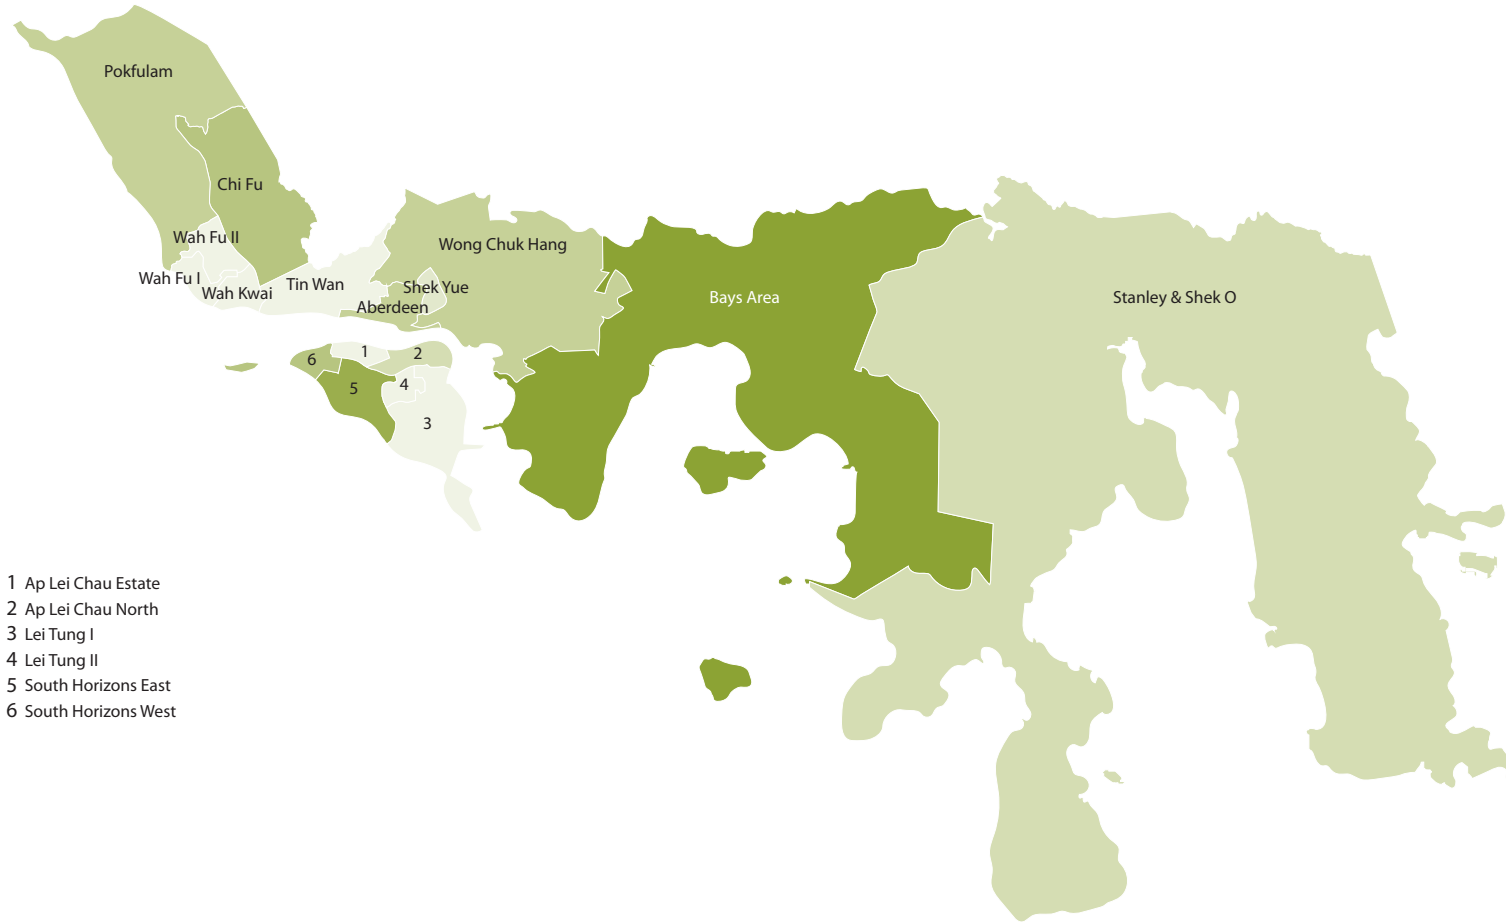 Pokfulam
Chi Fu
Wah Fu II
Wong Chuk Hang
Wah Fu I
Wah Kwai
Tin Wan
Shek Yue
Aberdeen
Bays Area
Stanley & Shek O
1
2
6
5
4
3
1 Ap Lei Chau Estate
2 Ap Lei Chau North
3 Lei Tung I
4 Lei Tung II
5 South Horizons East
6 South Horizons West